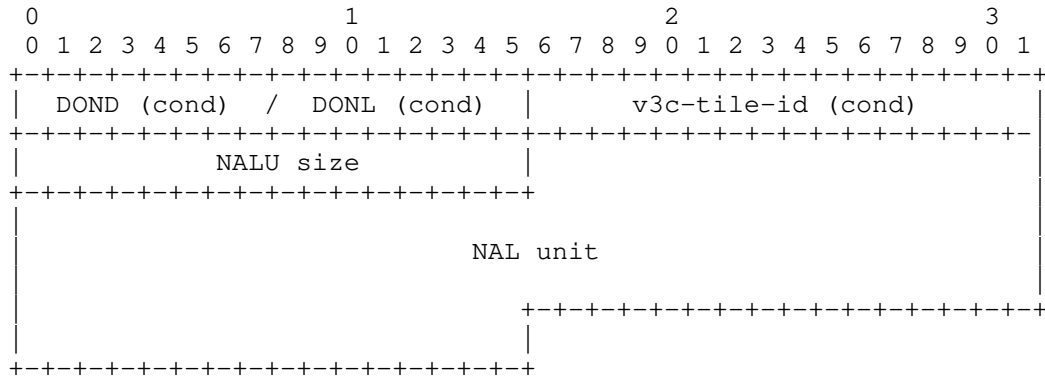 0                   1                   2                   3
 0 1 2 3 4 5 6 7 8 9 0 1 2 3 4 5 6 7 8 9 0 1 2 3 4 5 6 7 8 9 0 1
+-+-+-+-+-+-+-+-+-+-+-+-+-+-+-+-+-+-+-+-+-+-+-+-+-+-+-+-+-+-+-+-+
|  DOND (cond)  /  DONL (cond)  |      v3c-tile-id (cond)       |
+-+-+-+-+-+-+-+-+-+-+-+-+-+-+-+-+-+-+-+-+-+-+-+-+-+-+-+-+-+-+-+-|
|            NALU size          |                               |
+-+-+-+-+-+-+-+-+-+-+-+-+-+-+-+-+                               |
|                                                               |
|                            NAL unit                           |
|                                                               |
|                               +-+-+-+-+-+-+-+-+-+-+-+-+-+-+-+-+
|                               |
+-+-+-+-+-+-+-+-+-+-+-+-+-+-+-+-+